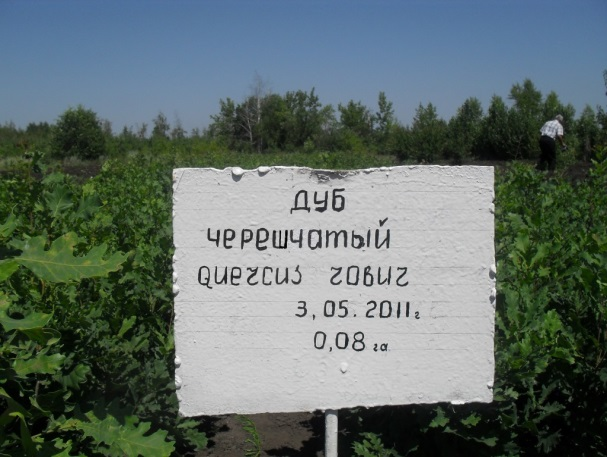 ДУБ
ЧЕРЕШЧАТЫЙ
Quercus robur
3,05.2011г
0,08 га